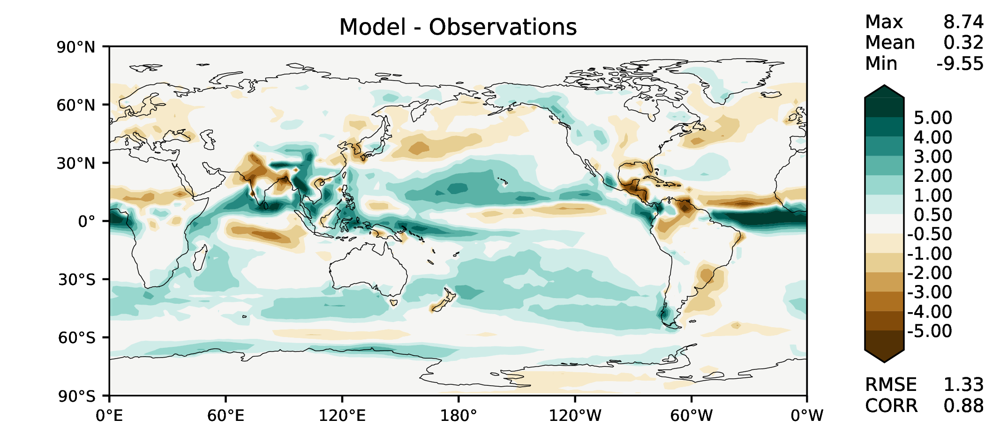 Model - Observations
Max 8.74
Mean 0.32
Min -9.55
90°N
60°N
30°N
0°
30°S
60°S
90°S
0°E 60°E 120°E 180° 120°W 60°W 0°W
5.00
4.00
3.00
2.00
1.00
0.50
-0.50
-1.00
-2.00
-3.00
-4.00
-5.00
RMSE 1.33
CORR 0.88